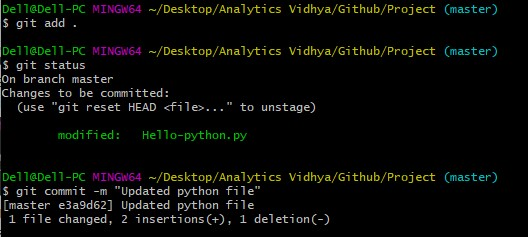 Dell@Dell-PC MINGW64 ~/Desktop/Analytics Vidhya/Github/Project (master)
$ git add .
Dell@Dell-PC MINGW64 ~/Desktop/Analytics Vidhya/Github/Project (master)
$ git status
On branch master
Changes to be committed:
  (use "git reset HEAD <file>..." to unstage)
        modified:   Hello-python.py
Dell@Dell-PC MINGW64 ~/Desktop/Analytics Vidhya/Github/Project (master)
$ git commit -m "Updated python file"
[master e3a9d62] Updated python file
 1 file changed, 2 insertions(+), 1 deletion(-)